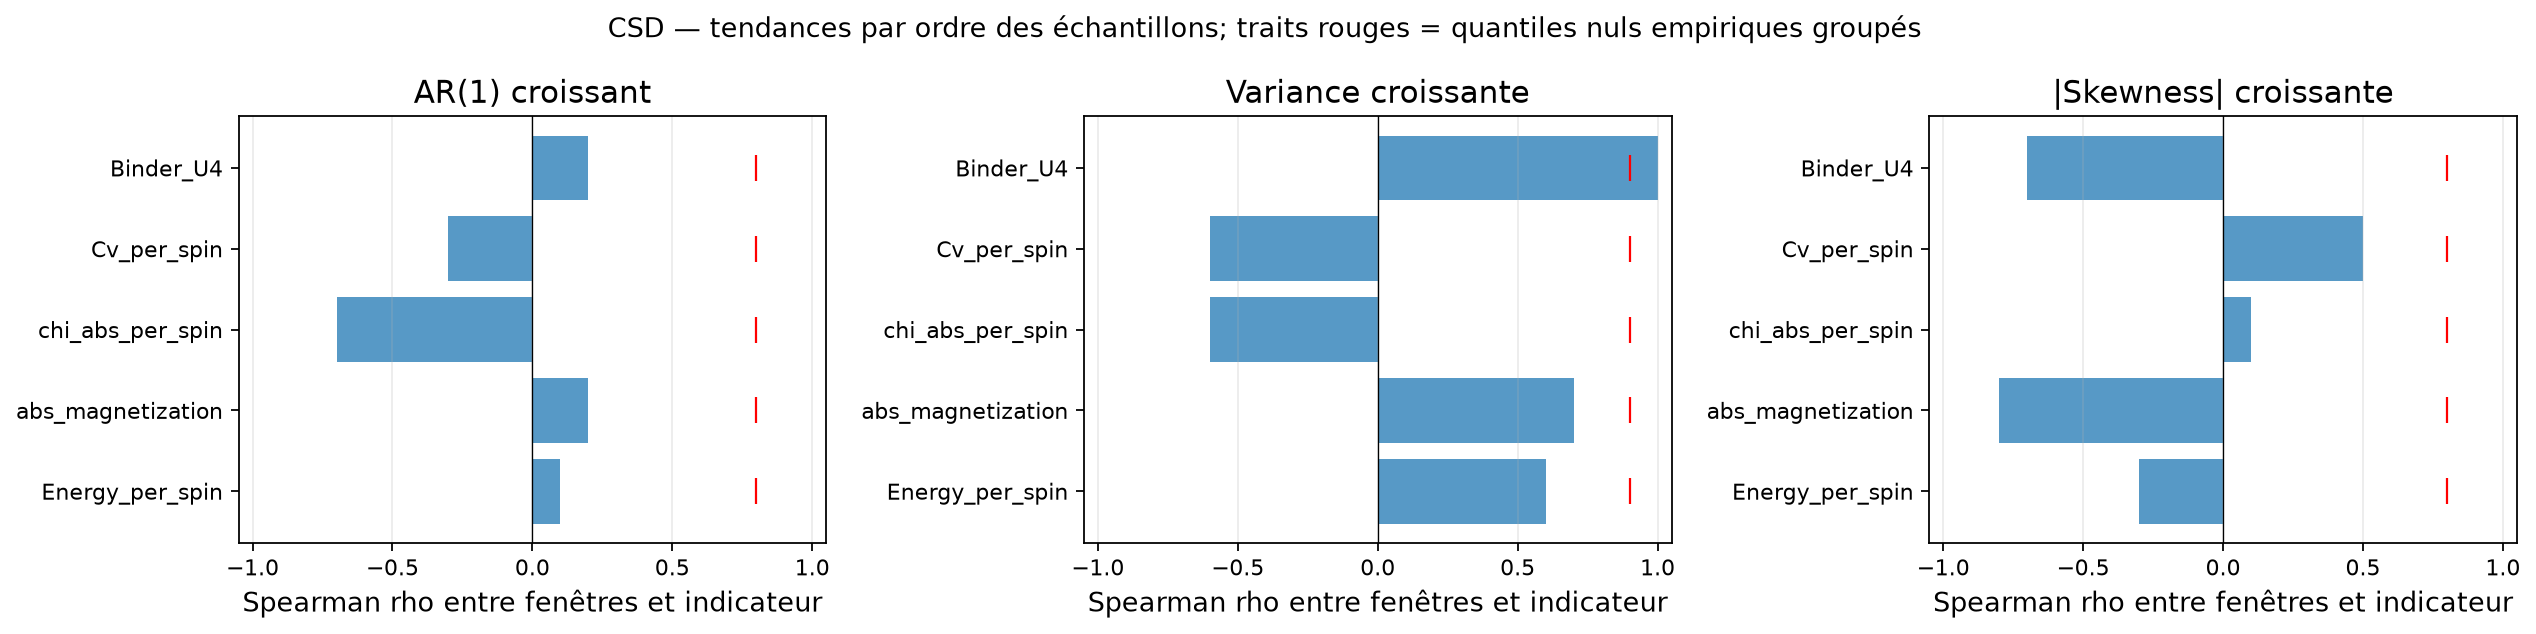 CSD — tendances par ordre des échantillons; traits rouges = quantiles nuls empiriques groupés
AR(1) croissant
Binder_U4
Cv_per_spin
chi_abs_per_spin
abs_magnetization
Energy_per_spin
−1.0 −0.5 0.0 0.5 1.0
Spearman rho entre fenêtres et indicateur
Variance croissante
Binder_U4
Cv_per_spin
chi_abs_per_spin
abs_magnetization
Energy_per_spin
−1.0 −0.5 0.0 0.5 1.0
Spearman rho entre fenêtres et indicateur
|Skewness| croissante
Binder_U4
Cv_per_spin
chi_abs_per_spin
abs_magnetization
Energy_per_spin
−1.0 −0.5 0.0 0.5 1.0
Spearman rho entre fenêtres et indicateur